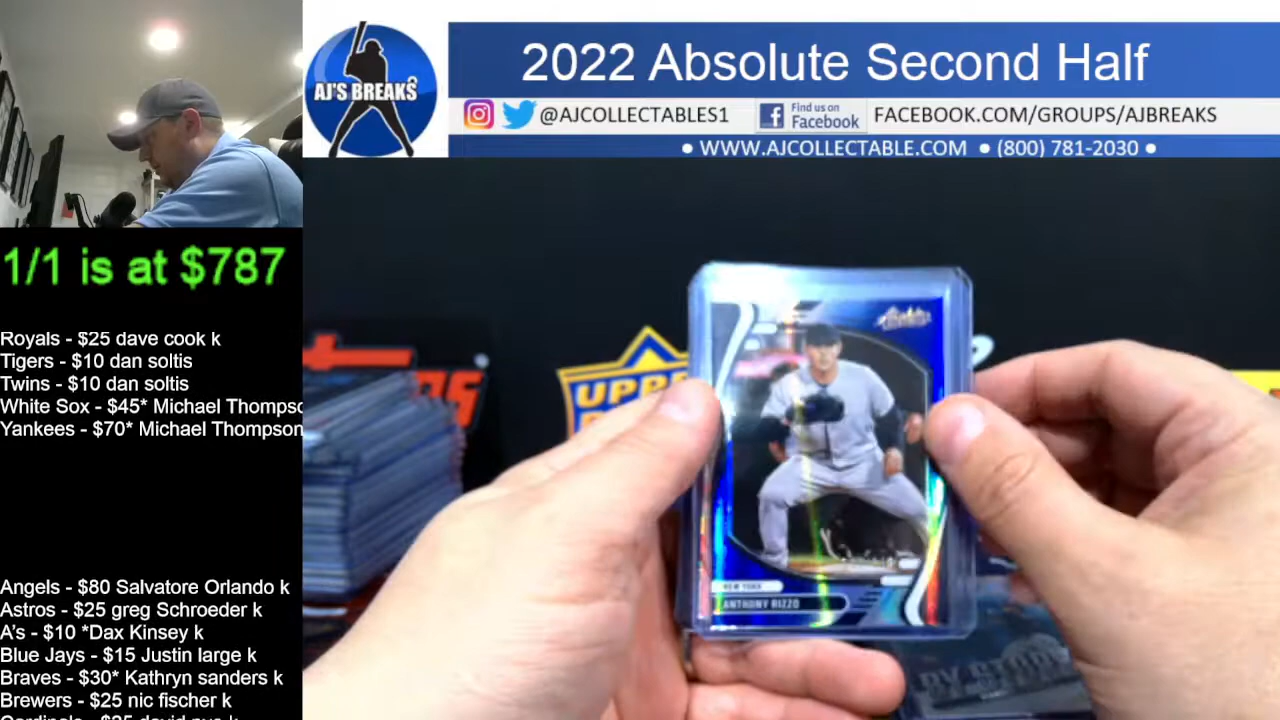 2022 Absolute Second Half
AJ'S BREAKS
@AJCOLLECTABLES1
Find us on
Facebook
FACEBOOK.COM/GROUPS/AJBREAKS
• WWW.AJCOLLECTABLE.COM • (800) 781-2030 •
1/1 is at $787
Royals - $25 dave cook k
Tigers - $10 dan soltis
Twins - $10 dan soltis
White Sox - $45* Michael Thompso
Yankees - $70* Michael Thompson
Angels - $80 Salvatore Orlando k
Astros - $25 greg Schroeder k
A's - $10 *Dax Kinsey k
Blue Jays - $15 Justin large k
Braves - $30* Kathryn sanders k
Brewers - $25 nic fischer k
UPPE
NEW YORK
ANTHONY RIZZO